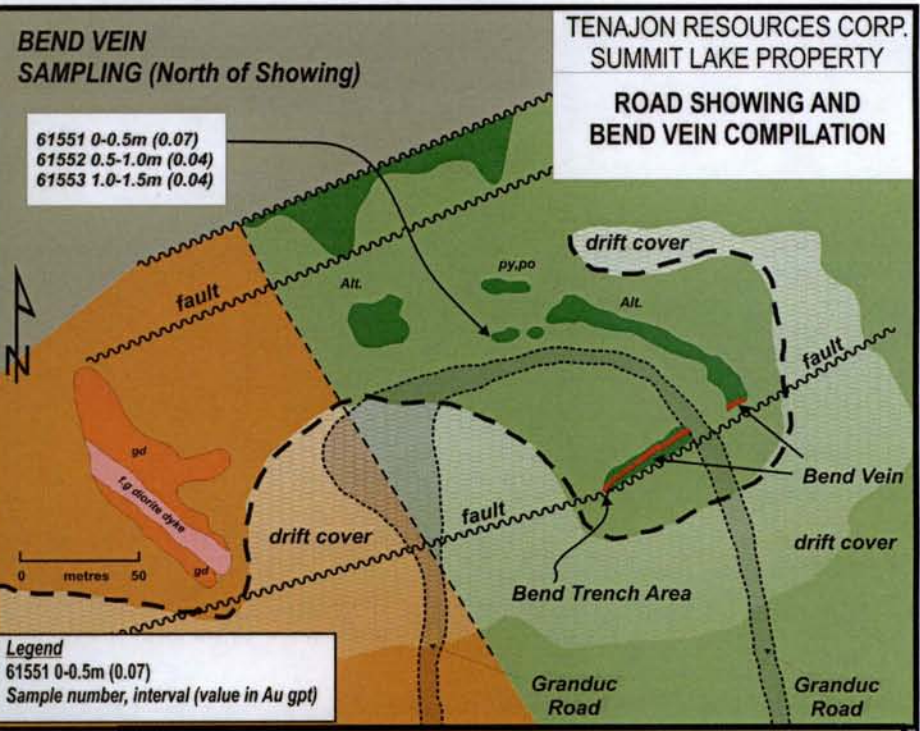 BEND VEIN
SAMPLING (North of Showing)
TENAJON RESOURCES CORP.
SUMMIT LAKE PROPERTY
ROAD SHOWING AND
BEND VEIN COMPILATION
61551 0-0.5m (0.07)
61552 0.5-1.0m (0.04)
61553 1.0-1.5m (0.04)
drift cover
py,po
Alt.
Alt.
fault
N
fault
gd
f.g diorite dyke
Bend Vein
fault
drift cover
drift cover
0 metres 50
gd
Bend Trench Area
Legend
61551 0-0.5m (0.07)
Sample number, interval (value in Au gpt)
Granduc
Road
Granduc
Road